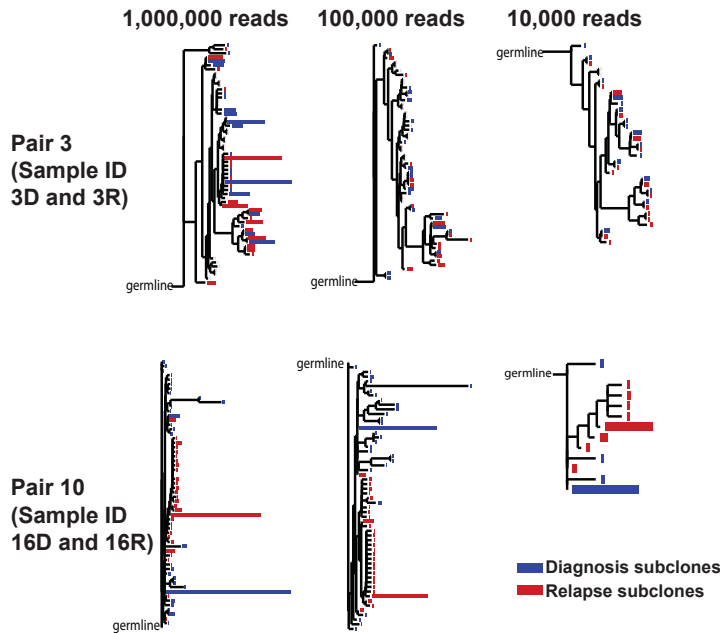 1,000,000 reads
100,000 reads
10,000 reads
Pair 3
(Sample ID
3D and 3R)
germline
germline
germline
Pair 10
(Sample ID
16D and 16R)
germline
germline
germline
Diagnosis subclones
Relapse subclones